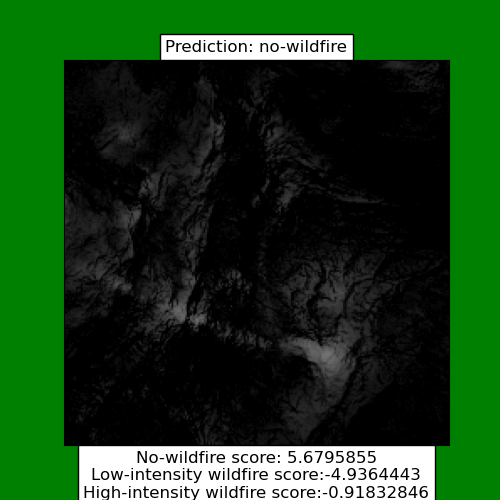 Prediction: no-wildfire
No-wildfire score: 5.6795855
Low-intensity wildfire score:-4.9364443
High-intensity wildfire score:-0.91832846